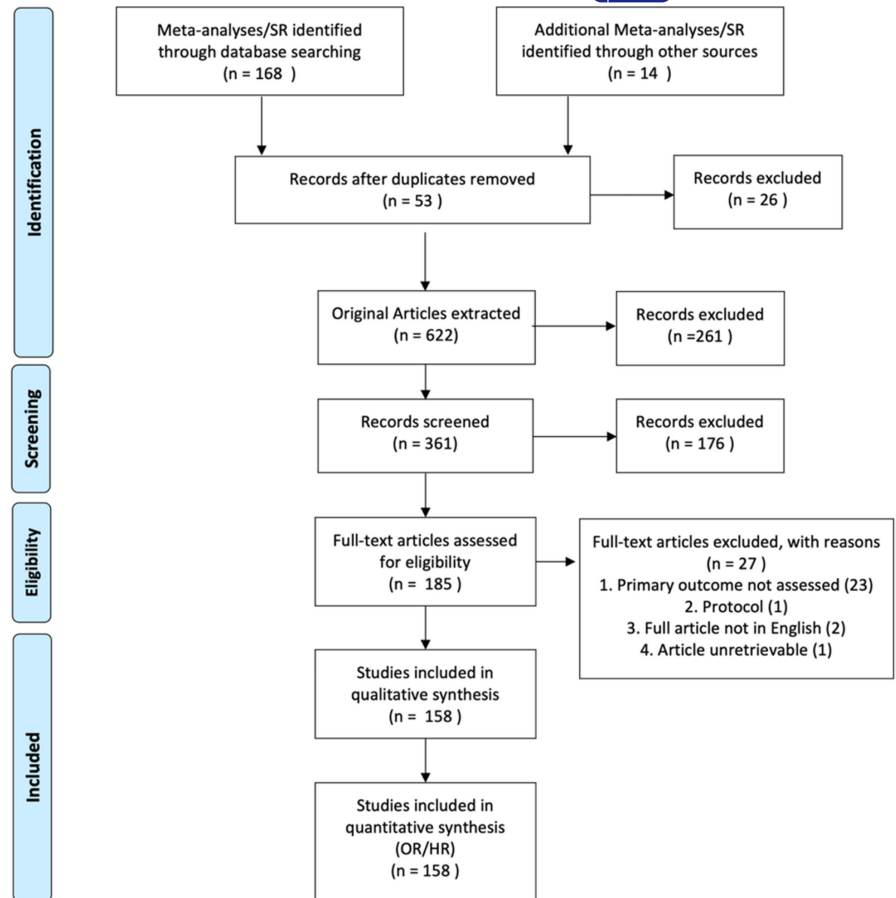 Meta-analyses/SR identified
through database searching
(n = 168  )
Additional Meta-analyses/SR
identified through other sources
(n = 14  )
Identification
Records after duplicates removed
(n = 53 )
Records excluded
(n = 26 )
Original Articles extracted
(n = 622)
Records excluded
(n =261 )
Screening
Records screened
(n = 361)
Records excluded
(n = 176 )
Eligibility
Full-text articles assessed
for eligibility
(n =  185 )
Full-text articles excluded, with reasons
(n = 27 )
1. Primary outcome not assessed (23)
2. Protocol (1)
3. Full article not in English (2)
4. Article unretrievable (1)
Included
Studies included in
qualitative synthesis
(n =  158 )
Studies included in
quantitative synthesis
(OR/HR)
(n = 158 )